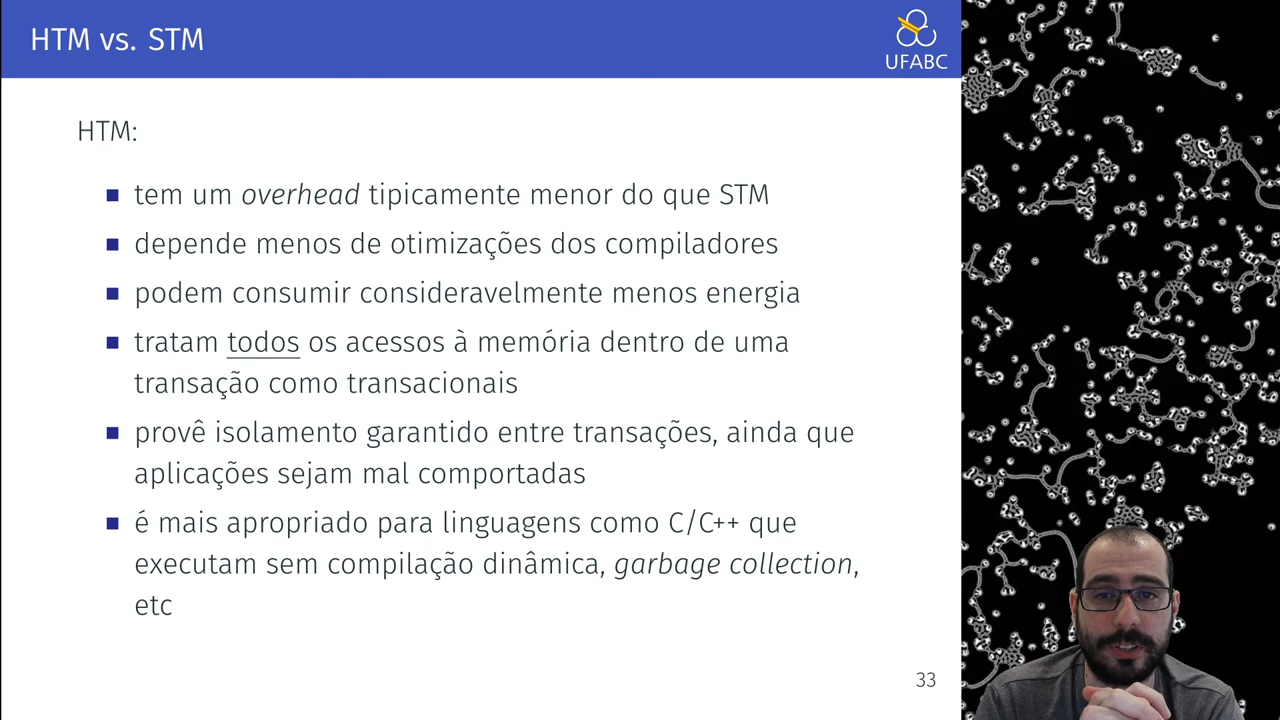 HTM vs. STM
UFABC
HTM:
■ tem um overhead tipicamente menor do que STM
■ depende menos de otimizações dos compiladores
■ podem consumir consideravelmente menos energia
■ tratam todos os acessos à memória dentro de uma
transação como transacionais
■ provê isolamento garantido entre transações, ainda que
aplicações sejam mal comportadas
■ é mais apropriado para linguagens como C/C++ que
executam sem compilação dinâmica, garbage collection,
etc
33